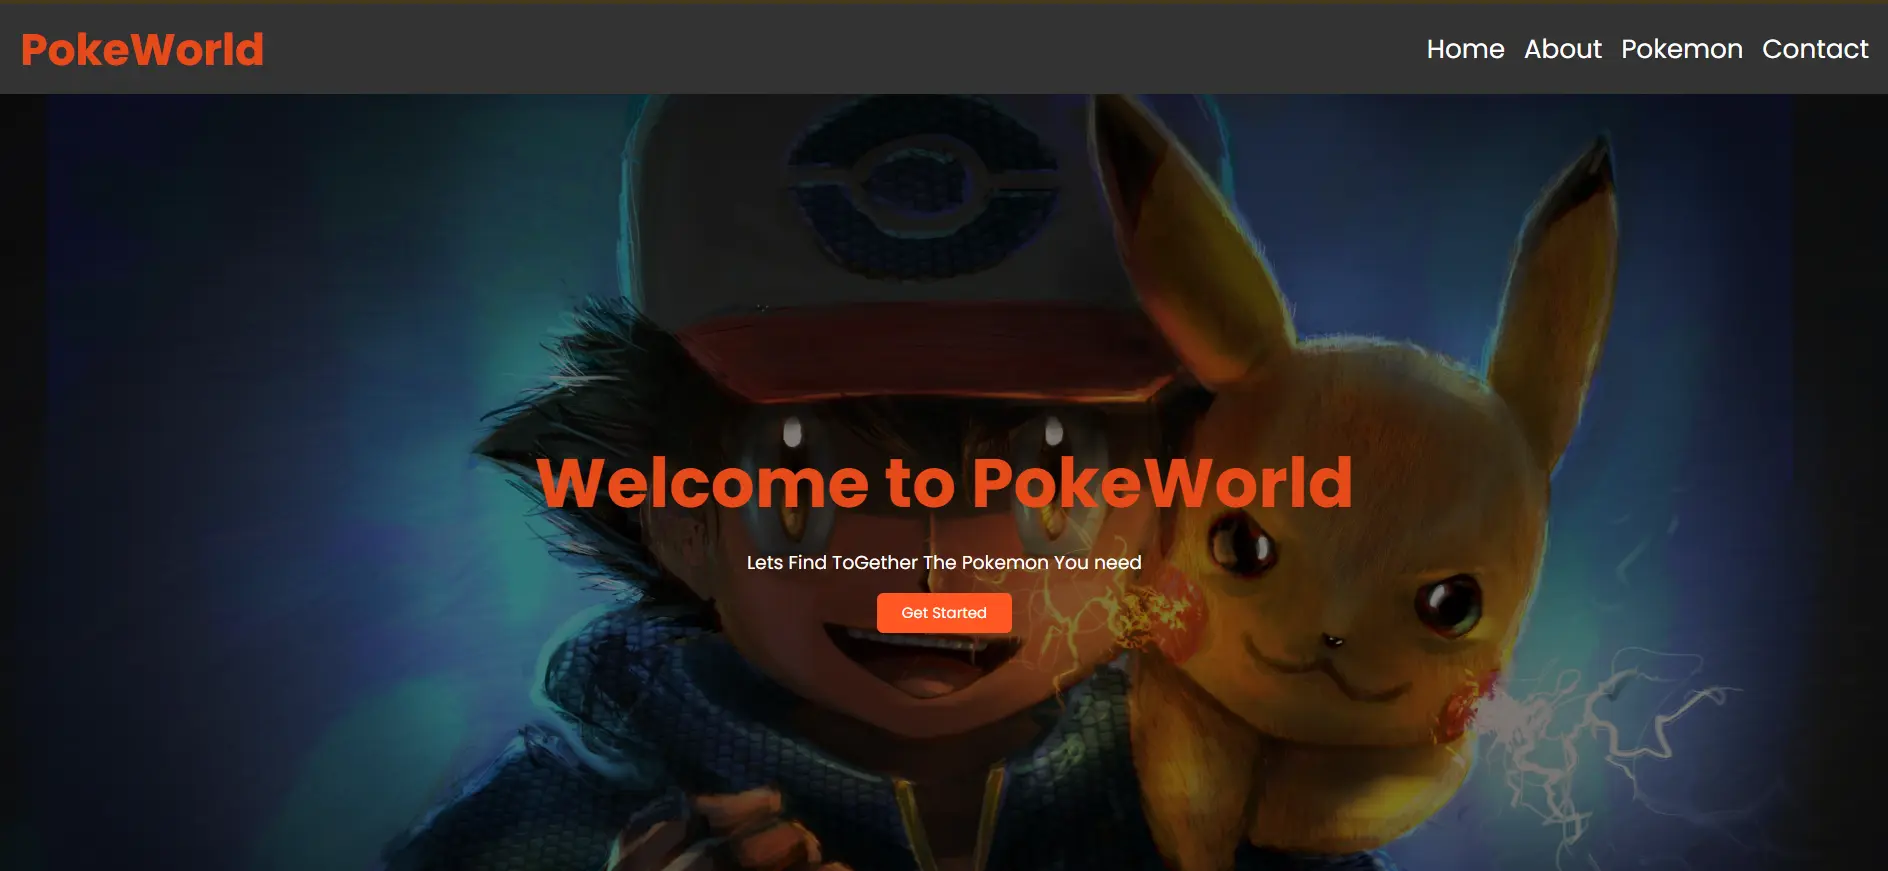 PokeWorld
Home About Pokemon Contact
Welcome to PokeWorld
Lets Find ToGether The Pokemon You need
Get Started